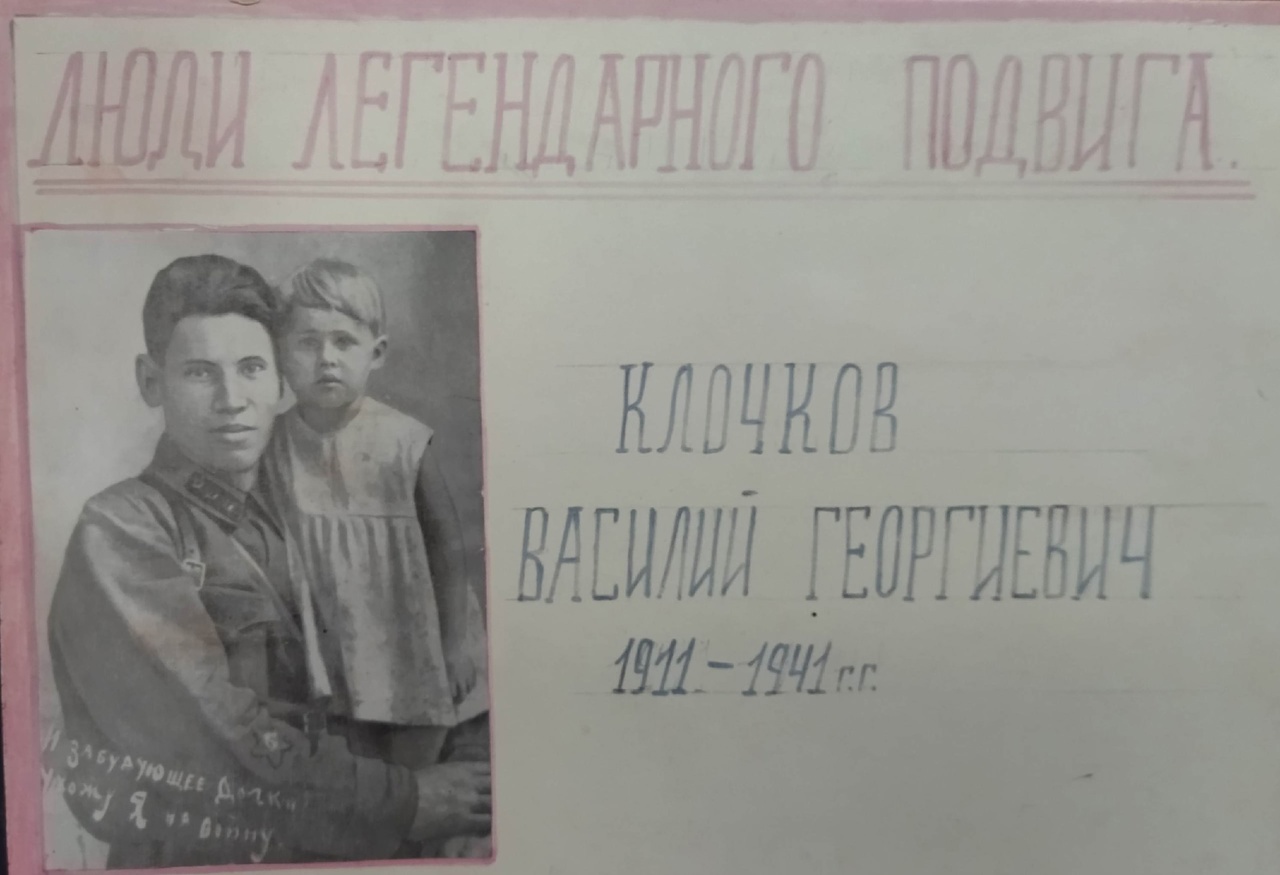 ЛЮДИ ЛЕГЕНДАРНОГО ПОДВИГА.
КЛОЧКОВ
ВАСИЛИЙ ГЕОРГИЕВИЧ
1911.-1941 г.г.
И за будующее Дочки
ухожу Я на войну.